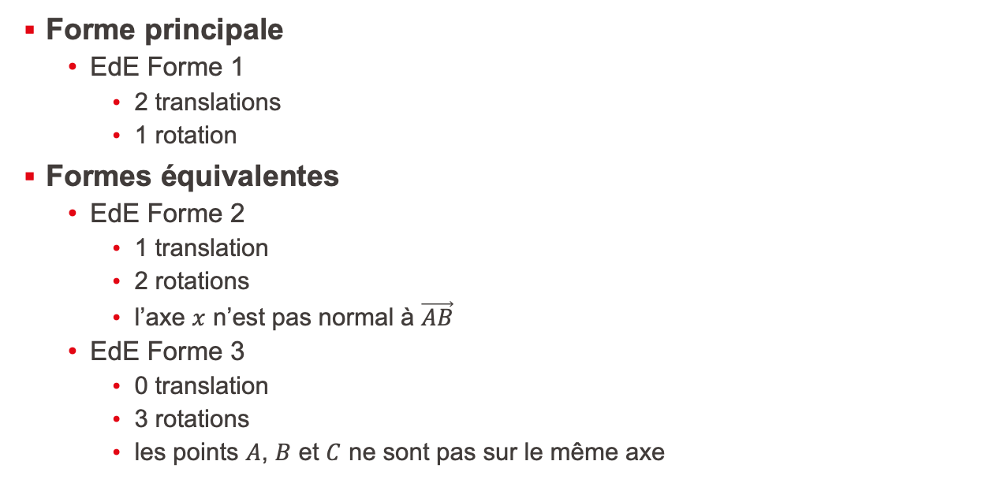 ▪ Forme principale
• EdE Forme 1
• 2 translations
• 1 rotation
▪ Formes équivalentes
• EdE Forme 2
• 1 translation
• 2 rotations
• l’axe 𝑥 n’est pas normal à $\overrightarrow{AB}$
• EdE Forme 3
• 0 translation
• 3 rotations
• les points 𝐴, 𝐵 et 𝐶 ne sont pas sur le même axe